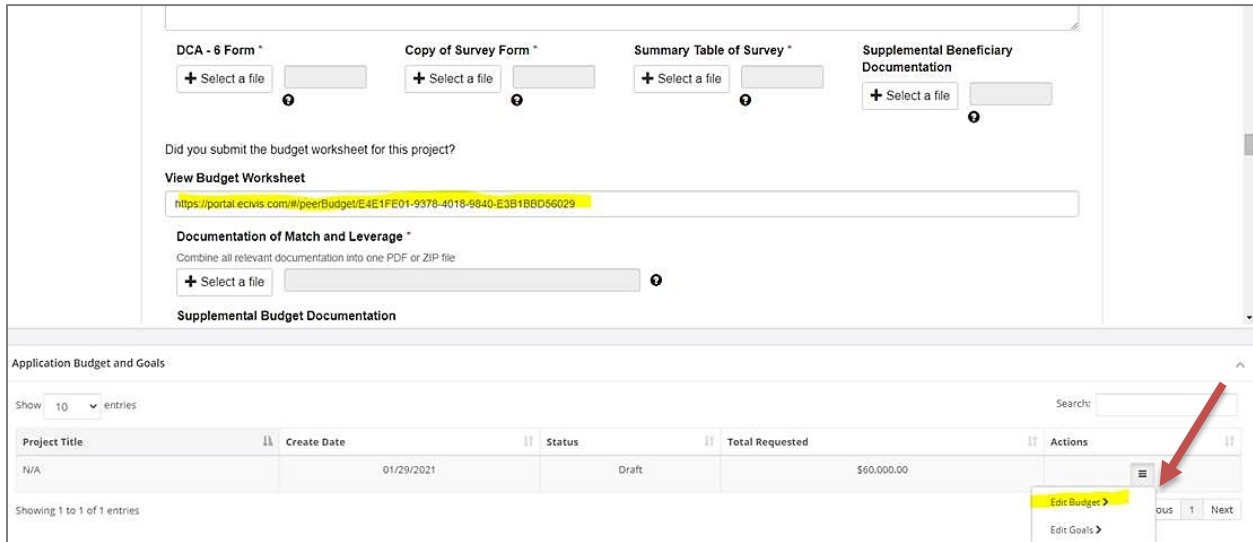 DCA - 6 Form *
Copy of Survey Form *
Summary Table of Survey *
Supplemental Beneficiary
Documentation
+ Select a file
+ Select a file
+ Select a file
+ Select a file
Did you submit the budget worksheet for this project?
View Budget Worksheet
https://portal.ecivis.com/#/peerBudget/E4E1FE01-9378-4018-9840-E3B1BBD56029
Documentation of Match and Leverage *
Combine all relevant documentation into one PDF or ZIP file
+ Select a file
Supplemental Budget Documentation
Application Budget and Goals
Show 10 entries
Search:
Project Title Create Date Status Total Requested Actions
N/A 01/29/2021 Draft $60,000.00
Edit Budget >
Showing 1 to 1 of 1 entries
ous 1 Next
Edit Goals >